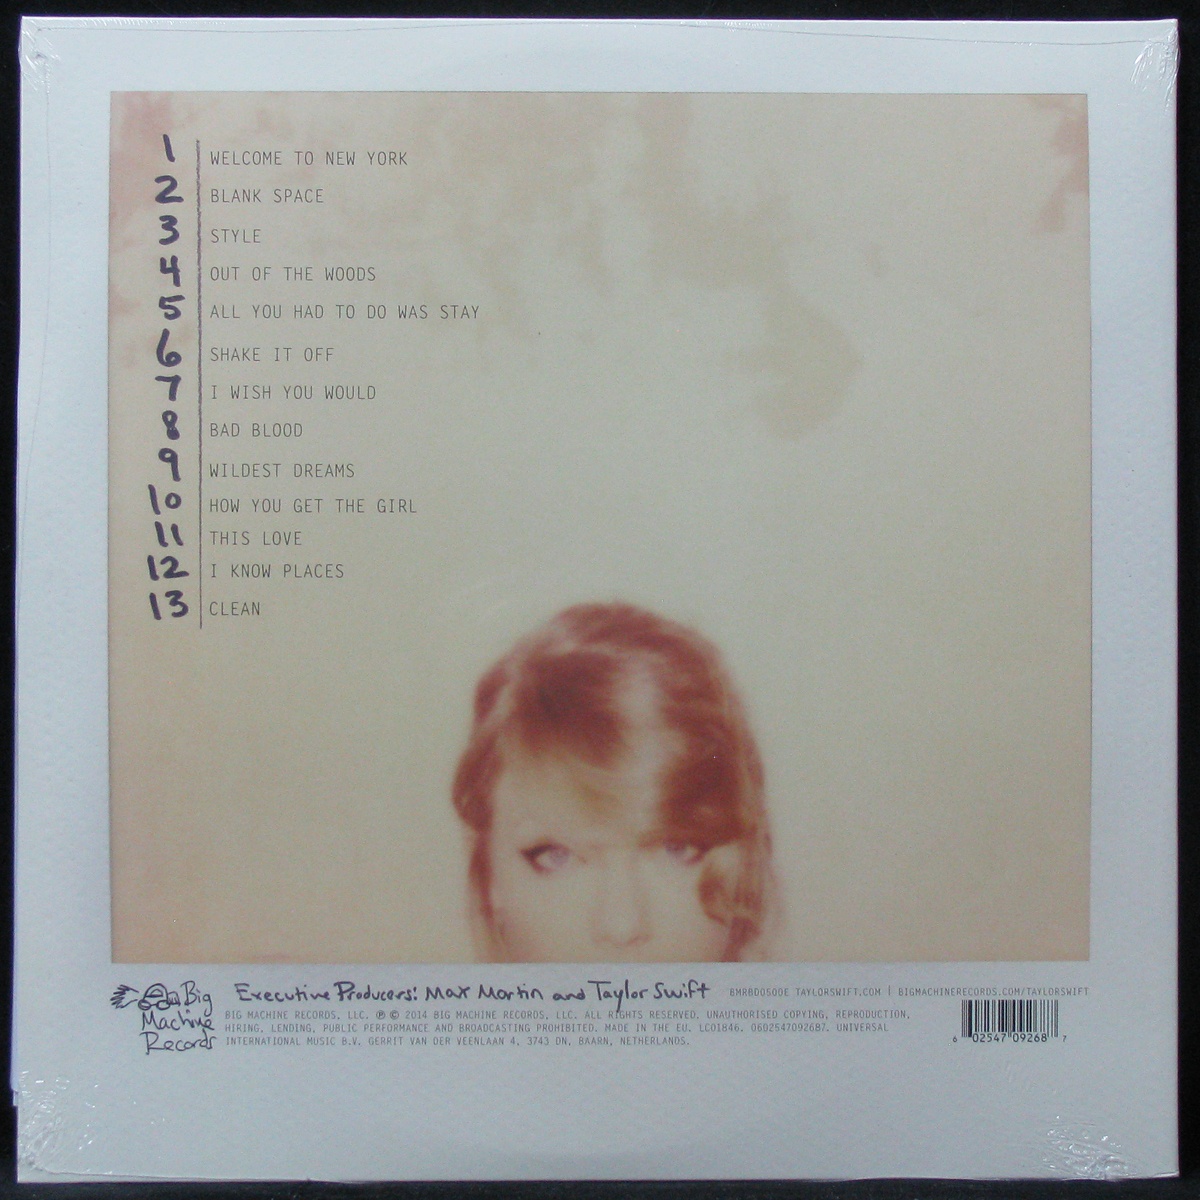 1 WELCOME TO NEW YORK
2 BLANK SPACE
3 STYLE
4 OUT OF THE WOODS
5 ALL YOU HAD TO DO WAS STAY
6 SHAKE IT OFF
7 I WISH YOU WOULD
8 BAD BLOOD
9 WILDEST DREAMS
10 HOW YOU GET THE GIRL
11 THIS LOVE
12 I KNOW PLACES
13 CLEAN
Big
Machine
Records
Executive Producers: Max Martin and Taylor Swift
BMRBD0500E TAYLORSWIFT.COM | BIGMACHINERECORDS.COM/TAYLORSWIFT
BIG MACHINE RECORDS, LLC. ℗ © 2014 BIG MACHINE RECORDS, LLC. ALL RIGHTS RESERVED. UNAUTHORISED COPYING, REPRODUCTION,
HIRING, LENDING, PUBLIC PERFORMANCE AND BROADCASTING PROHIBITED. MADE IN THE EU. LC01846. 0602547092687. UNIVERSAL
INTERNATIONAL MUSIC B.V. GERRIT VAN DER VEENLAAN 4, 3743 DN, BAARN, NETHERLANDS.
6 02547 09268 7